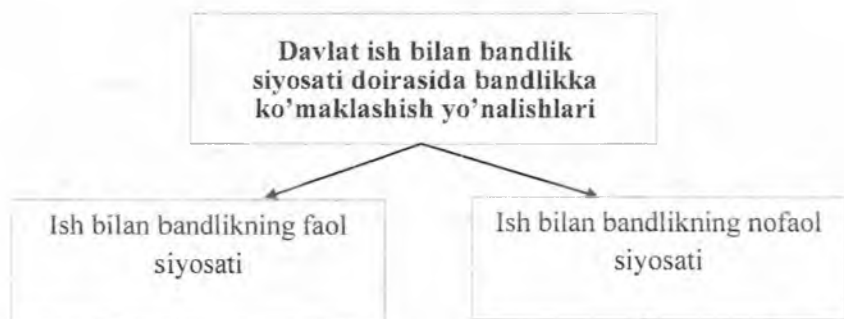 Davlat ish bilan bandlik
siyosati doirasida bandlikka
ko'maklashish yo'nalishlari
Ish bilan bandlikning faol
siyosati
Ish bilan bandlikning nofaol
siyosati